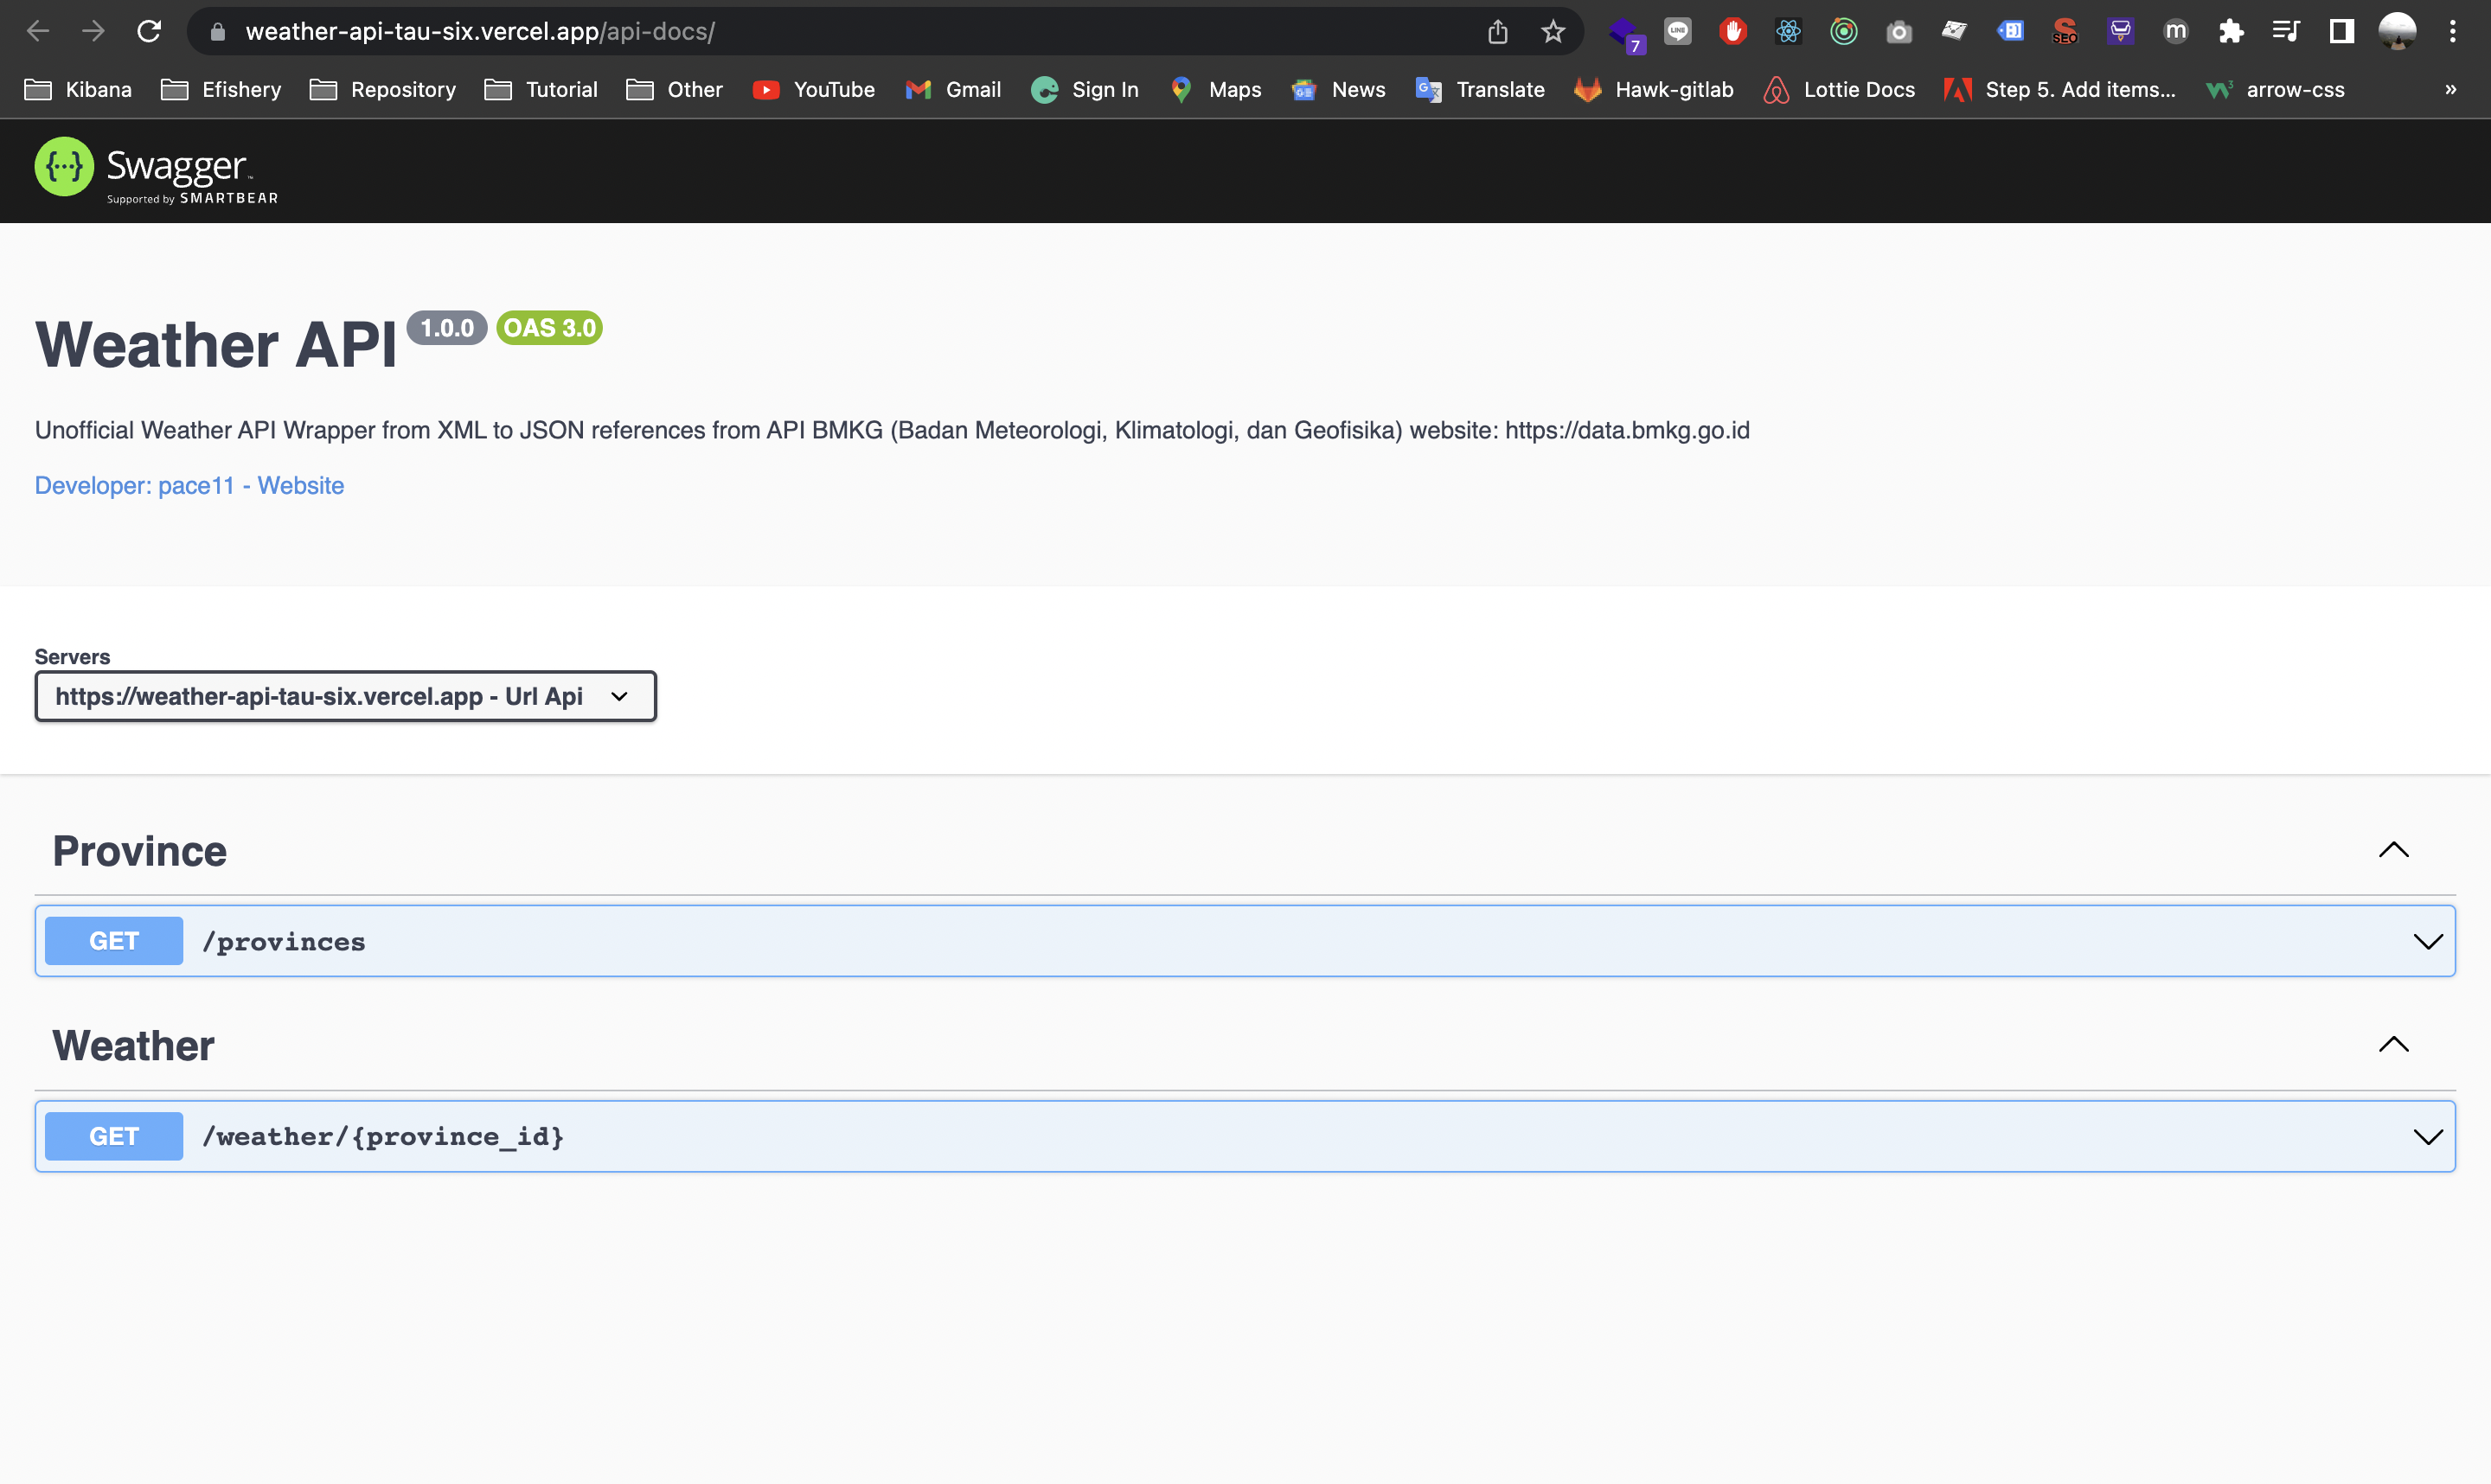 weather-api-tau-six.vercel.app/api-docs/
7
LINE
SEO
m
Kibana
Efishery
Repository
Tutorial
Other
YouTube
Gmail
Sign In
Maps
News
Translate
Hawk-gitlab
Lottie Docs
Step 5. Add items...
arrow-css
»
{···} Swagger™
Supported by SMARTBEAR
Weather API 1.0.0 OAS 3.0
Unofficial Weather API Wrapper from XML to JSON references from API BMKG (Badan Meteorologi, Klimatologi, dan Geofisika) website: https://data.bmkg.go.id
Developer: pace11 - Website
Servers
https://weather-api-tau-six.vercel.app - Url Api
Province
GET /provinces
Weather
GET /weather/{province_id}